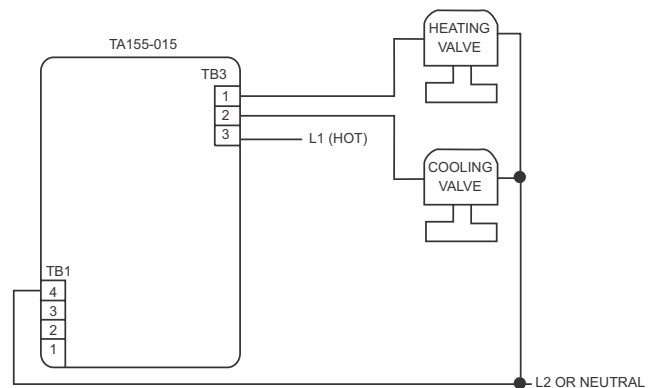 TA155-015
TB3
1
2
3
L1 (HOT)
HEATING
VALVE
COOLING
VALVE
TB1
4
3
2
1
L2 OR NEUTRAL